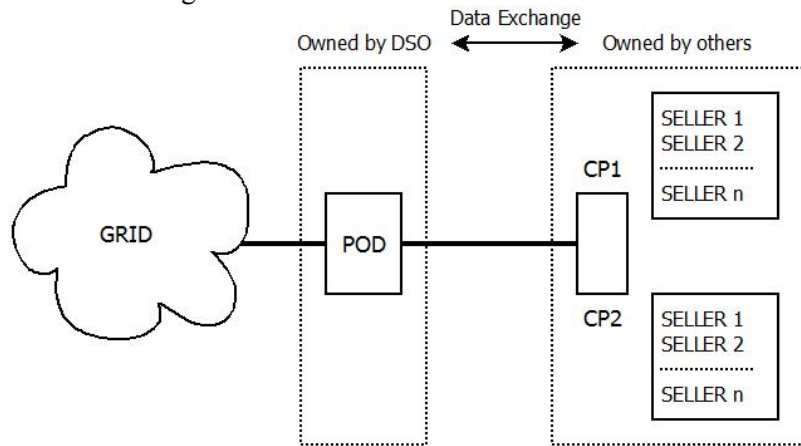 Data Exchange
Owned by DSO
Owned by others
SELLER 1
SELLER 2
SELLER n
CP1
GRID
POD
CP2
SELLER 1
SELLER 2
SELLER n